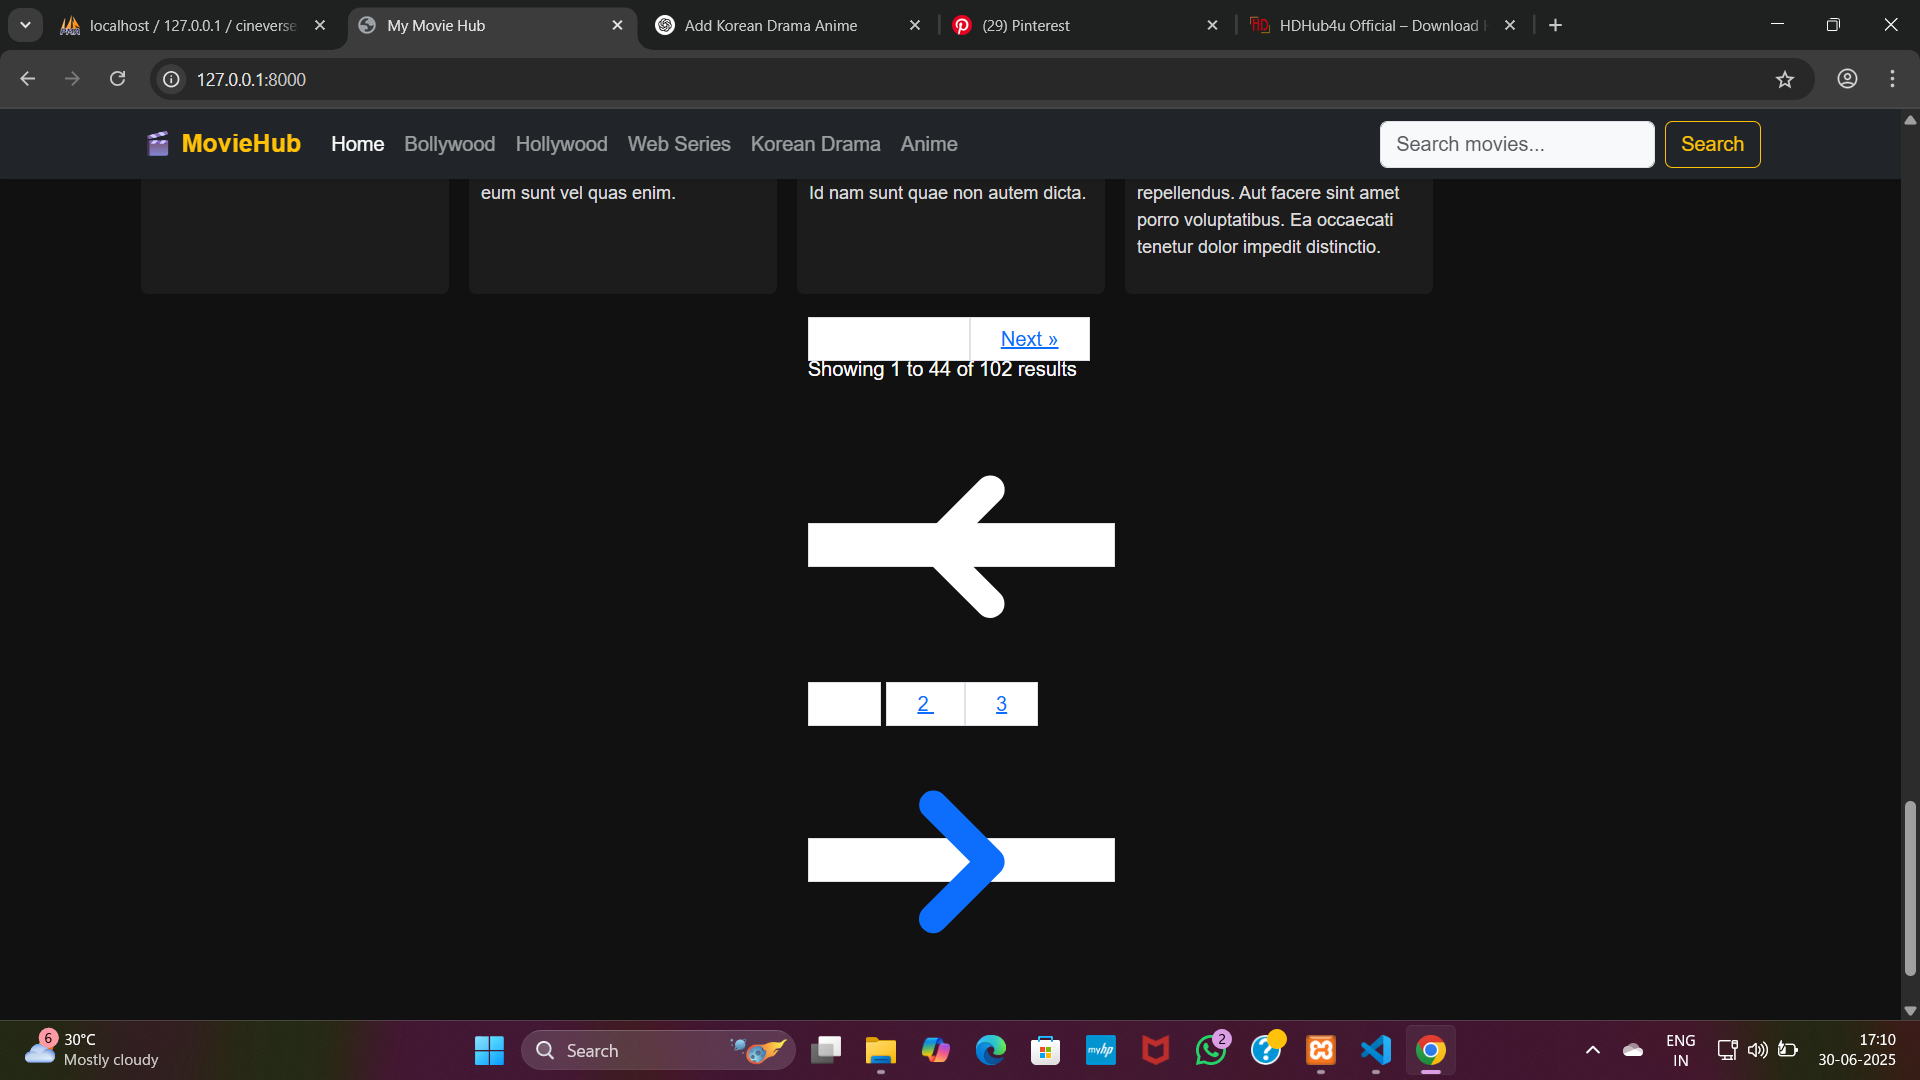 localhost / 127.0.0.1 / cineverse
My Movie Hub
Add Korean Drama Anime
(29) Pinterest
HDHub4u Official – Download
127.0.0.1:8000
MovieHub
Home
Bollywood
Hollywood
Web Series
Korean Drama
Anime
Search movies...
Search
eum sunt vel quas enim.
Id nam sunt quae non autem dicta.
repellendus. Aut facere sint amet
porro voluptatibus. Ea occaecati
tenetur dolor impedit distinctio.
Next »
Showing 1 to 44 of 102 results
2
3
6
30°C
Mostly cloudy
Search
myhp
2
ENG
IN
17:10
30-06-2025